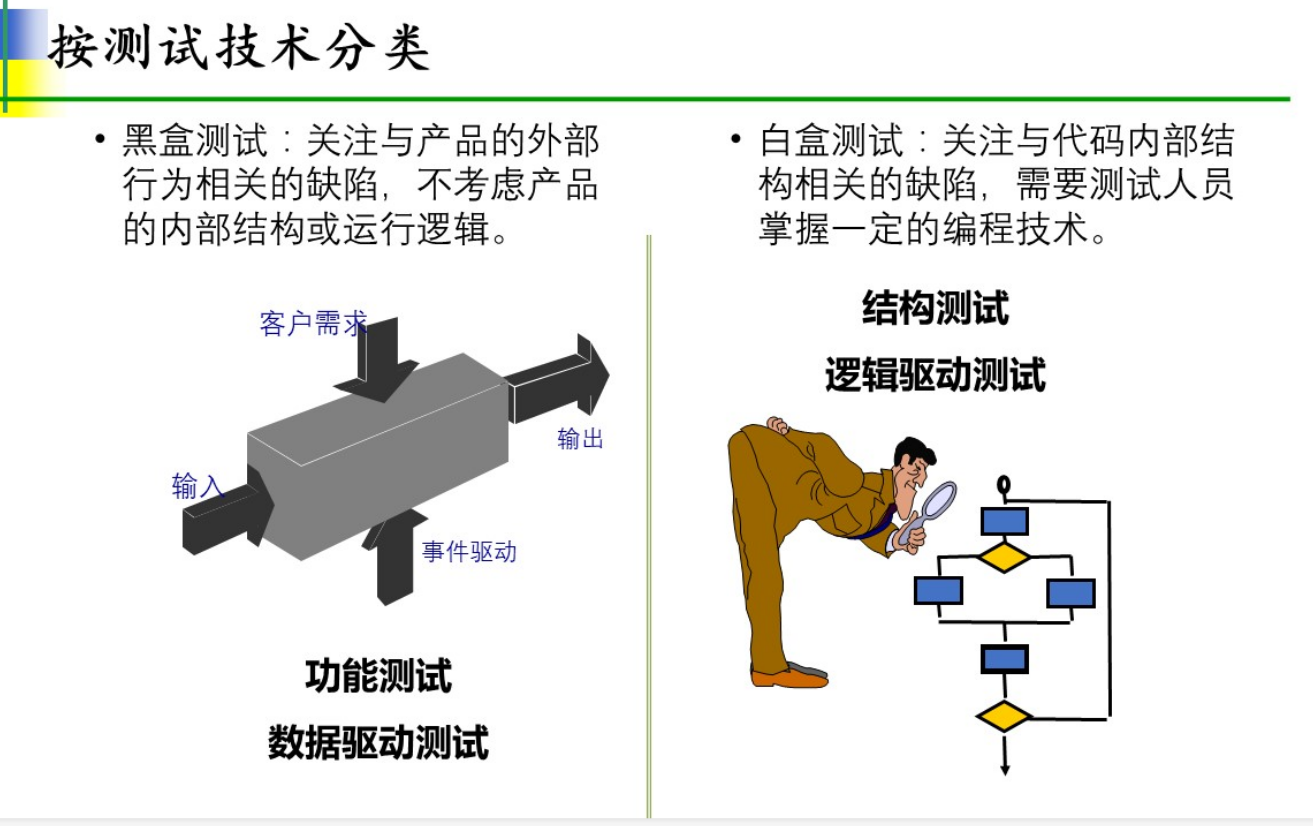 按测试技术分类
• 黑盒测试：关注与产品的外部
行为相关的缺陷，不考虑产品
的内部结构或运行逻辑。
客户需求
输出
输入
事件驱动
功能测试
数据驱动测试
• 白盒测试：关注与代码内部结
构相关的缺陷，需要测试人员
掌握一定的编程技术。
结构测试
逻辑驱动测试